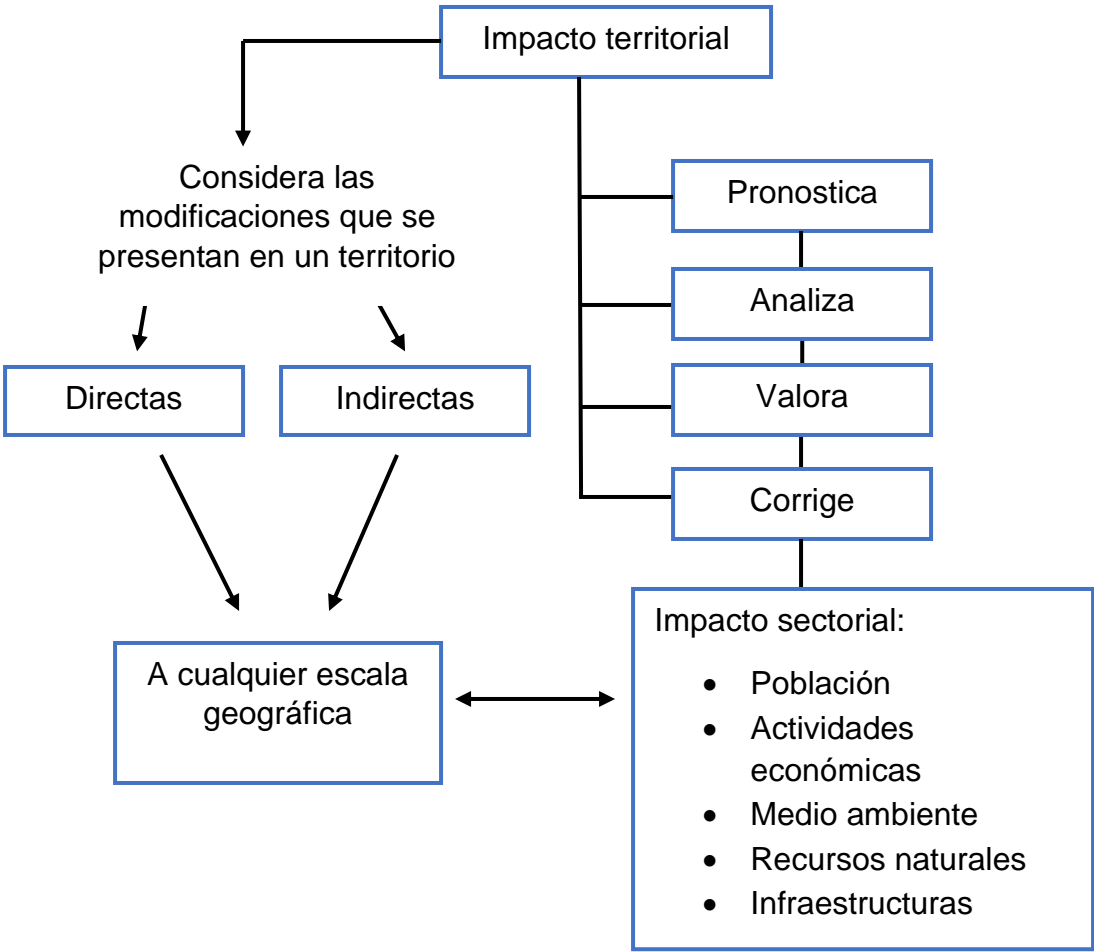 Impacto territorial
Considera las
modificaciones que se
presentan en un territorio
Directas
Indirectas
A cualquier escala
geográfica
Pronostica
Analiza
Valora
Corrige
Impacto sectorial:
• Población
• Actividades
económicas
• Medio ambiente
• Recursos naturales
• Infraestructuras